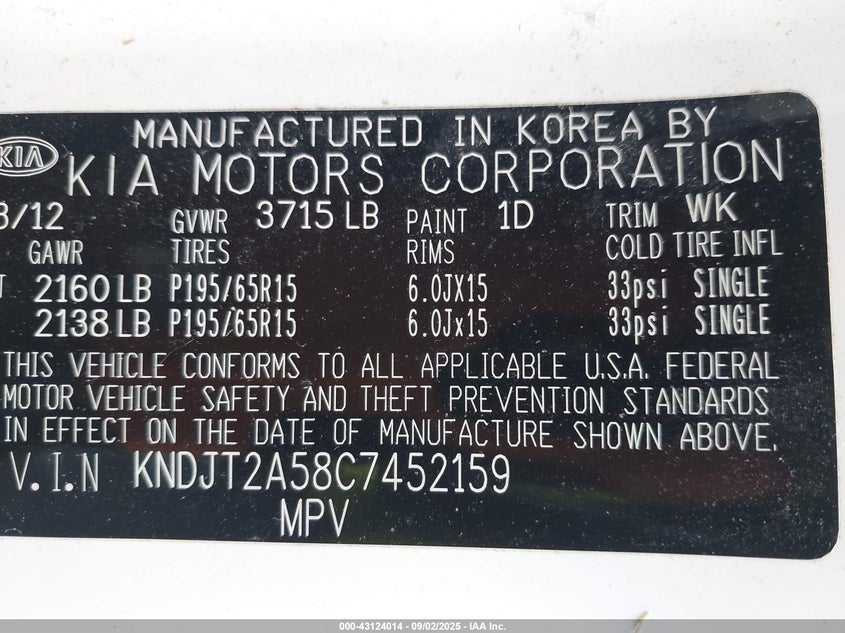 MANUFACTURED IN KOREA BY
KIA KIA MOTORS CORPORATION
/12 GVWR 3715 LB PAINT 1D TRIM WK
GAWR TIRES RIMS COLD TIRE INFL
2160 LB P195/65R15 6.0JX15 33psi SINGLE
2138 LB P195/65R15 6.0Jx15 33psi SINGLE
THIS VEHICLE CONFORMS TO ALL APPLICABLE U.S.A. FEDERAL
MOTOR VEHICLE SAFETY AND THEFT PREVENTION STANDARDS
IN EFFECT ON THE DATE OF MANUFACTURE SHOWN ABOVE.
V.I.N KNDJT2A58C7452159
MPV
000-43124014 - 09/02/2025 - IAA Inc.